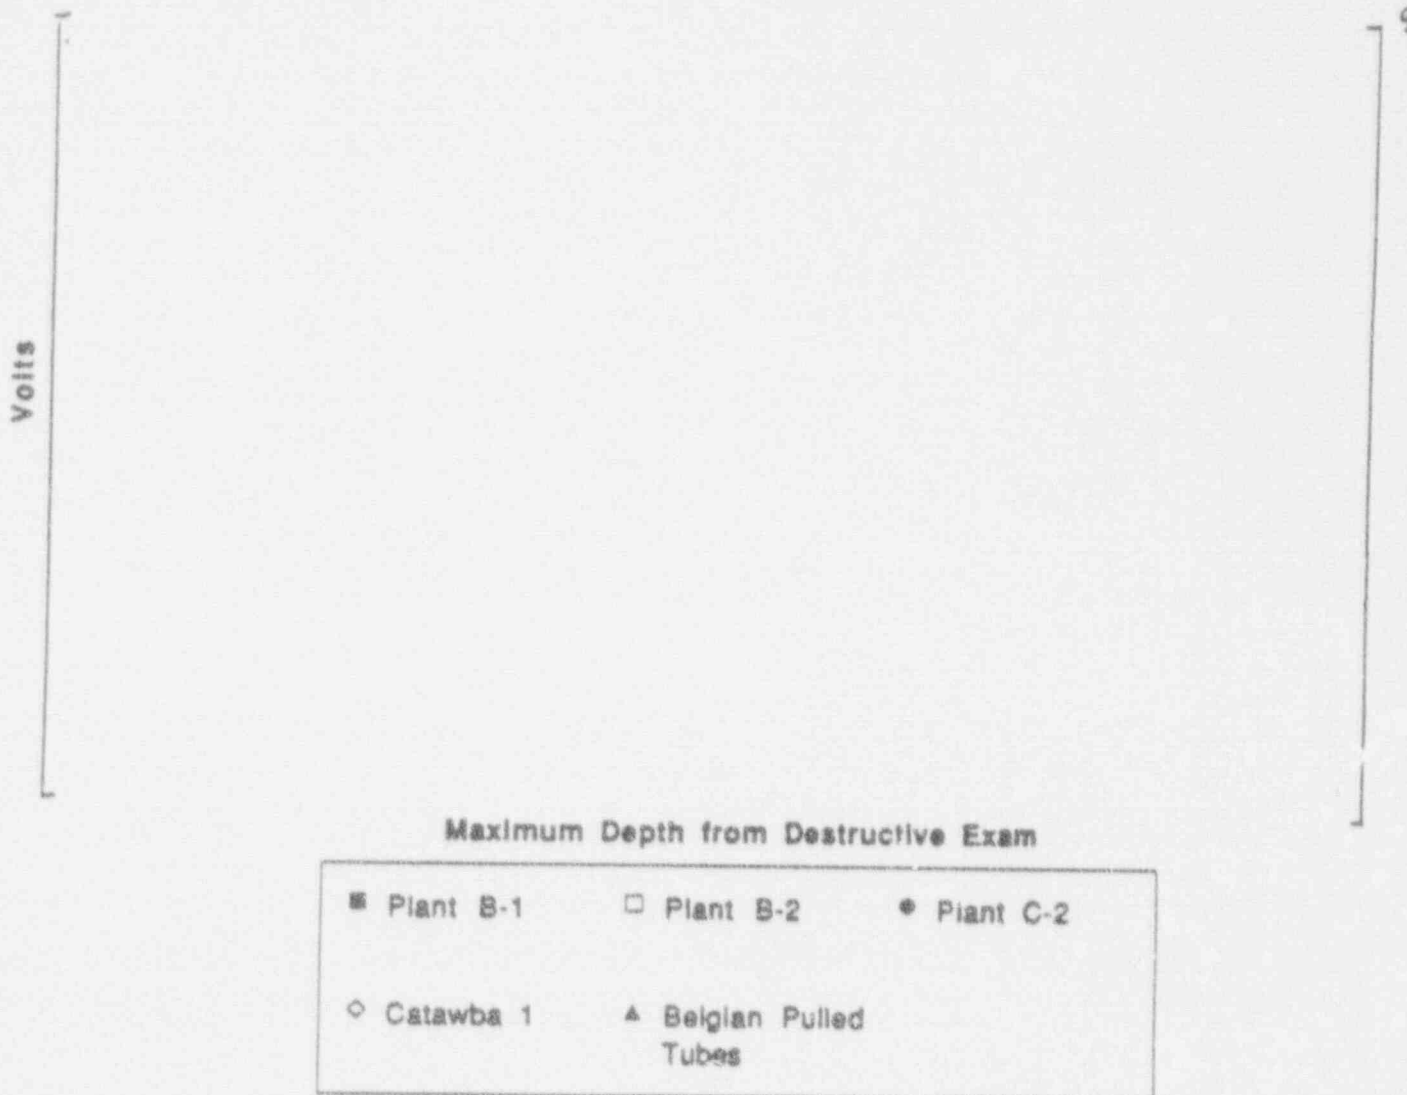 Volts
Maximum Depth from Destructive Exam
Plant B-1
Plant B-2
Plant C-2
Catawba 1
Belgian Pulled
Tubes